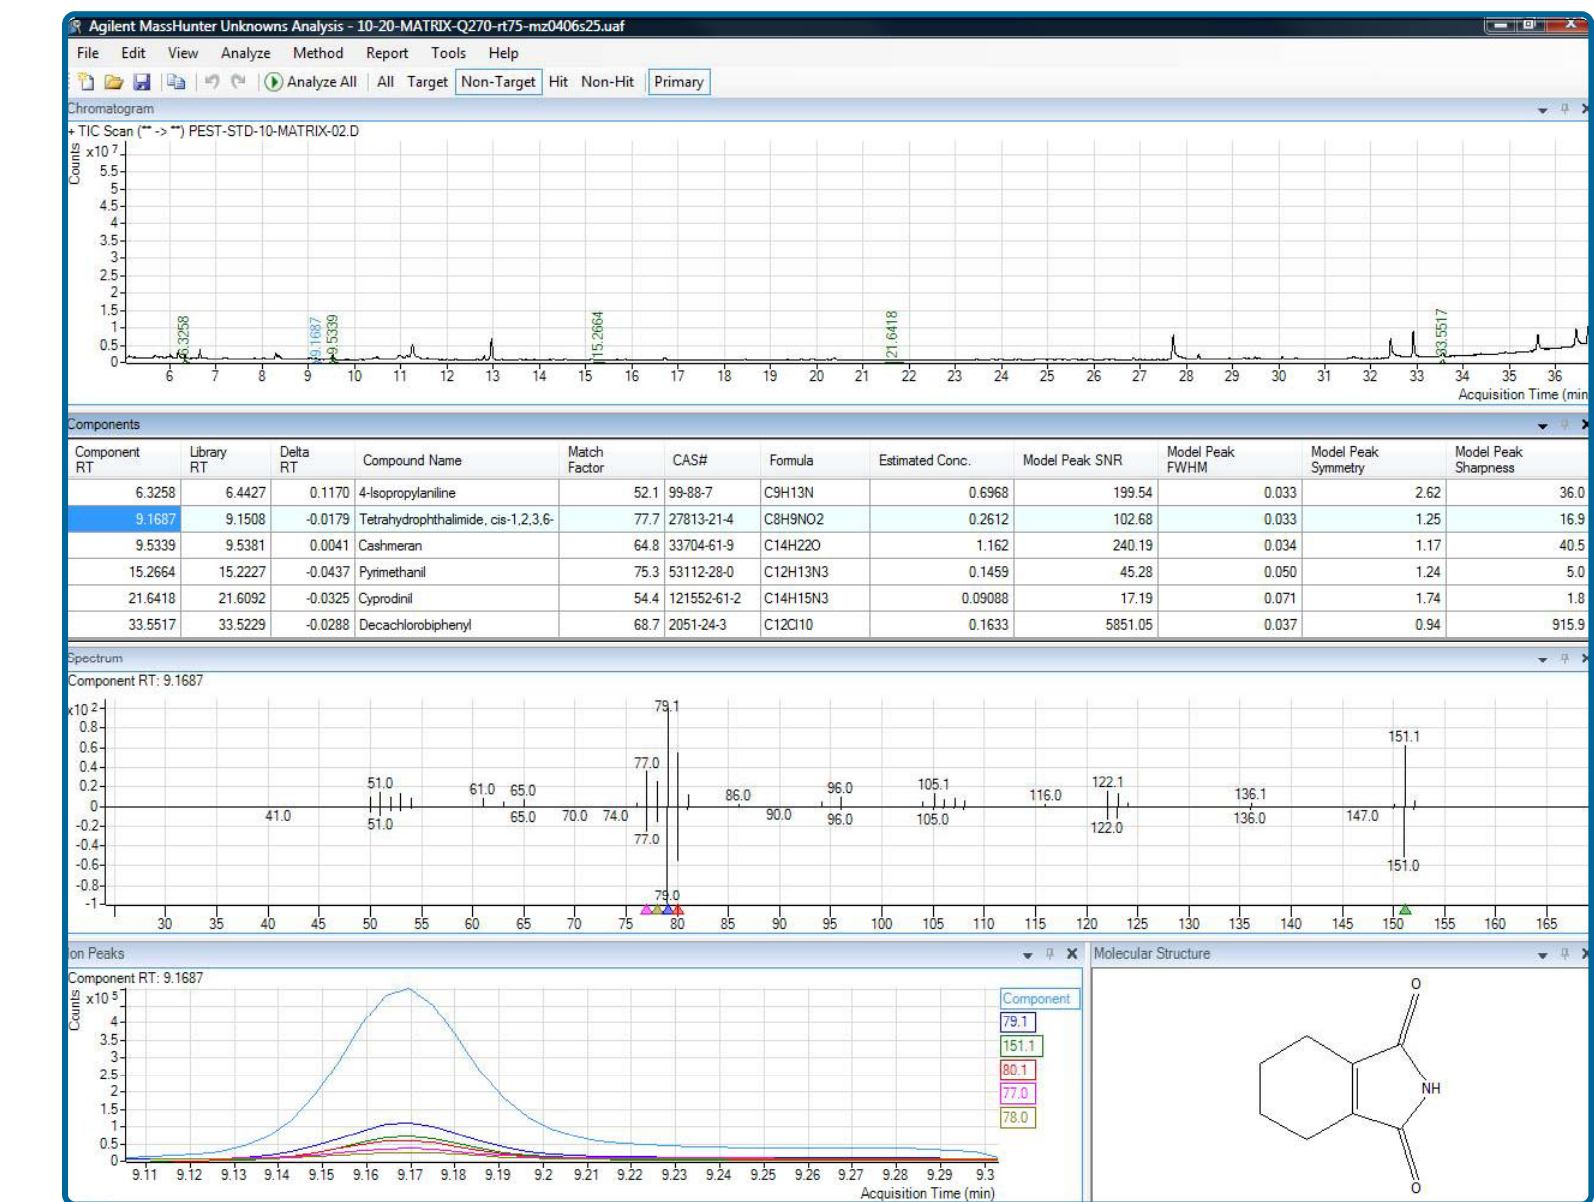 Agilent MassHunter Unknowns Analysis - 10-20-MATRIX-Q270-rt75-mz0406s25.uaf
File Edit View Analyze Method Report Tools Help
Analyze All All Target Non-Target Hit Non-Hit Primary
Chromatogram
+ TIC Scan (** -> **) PEST-STD-10-MATRIX-02.D
Counts
x10 7
5.5
5
4.5
4
3.5
3
2.5
2
1.5
1
0.5
0
6.3258 9.1687 9.5339 15.2664 21.6418 33.5517
6 7 8 9 10 11 12 13 14 15 16 17 18 19 20 21 22 23 24 25 26 27 28 29 30 31 32 33 34 35 36
Acquisition Time (min
Components
Component RT Library RT Delta RT Compound Name Match Factor CAS# Formula Estimated Conc. Model Peak SNR Model Peak FWHM Model Peak Symmetry Model Peak Sharpness
6.3258 6.4427 0.1170 4-Isopropylaniline 52.1 99-88-7 C9H13N 0.6968 199.54 0.033 2.62 36.0
9.1687 9.1508 -0.0179 Tetrahydrophthalimide, cis-1,2,3,6- 77.7 27813-21-4 C8H9NO2 0.2612 102.68 0.033 1.25 16.9
9.5339 9.5381 0.0041 Cashmeran 64.8 33704-61-9 C14H22O 1.162 240.19 0.034 1.17 40.5
15.2664 15.2227 -0.0437 Pyrimethanil 75.3 53112-28-0 C12H13N3 0.1459 45.28 0.050 1.24 5.0
21.6418 21.6092 -0.0325 Cyprodinil 54.4 121552-61-2 C14H15N3 0.09088 17.19 0.071 1.74 1.8
33.5517 33.5229 -0.0288 Decachlorobiphenyl 68.7 2051-24-3 C12Cl10 0.1633 5851.05 0.037 0.94 915.9
Spectrum
Component RT: 9.1687
x10 2
0.8
0.6
0.4
0.2
0
-0.2
-0.4
-0.6
-0.8
-1
79.1
151.1
77.0
51.0 61.0 65.0 86.0 96.0 105.1 116.0 122.1 136.1
41.0 51.0 65.0 70.0 74.0 77.0 90.0 96.0 105.0 122.0 136.0 147.0
151.0
79.0
30 35 40 45 50 55 60 65 70 75 80 85 90 95 100 105 110 115 120 125 130 135 140 145 150 155 160 165
Ion Peaks
Component RT: 9.1687
Counts
x10 5
4
3.5
3
2.5
2
1.5
1
0.5
0
Component
79.1
151.1
80.1
77.0
78.0
9.11 9.12 9.13 9.14 9.15 9.16 9.17 9.18 9.19 9.2 9.21 9.22 9.23 9.24 9.25 9.26 9.27 9.28 9.29 9.3
Acquisition Time (min)
Molecular Structure
O
NH
O